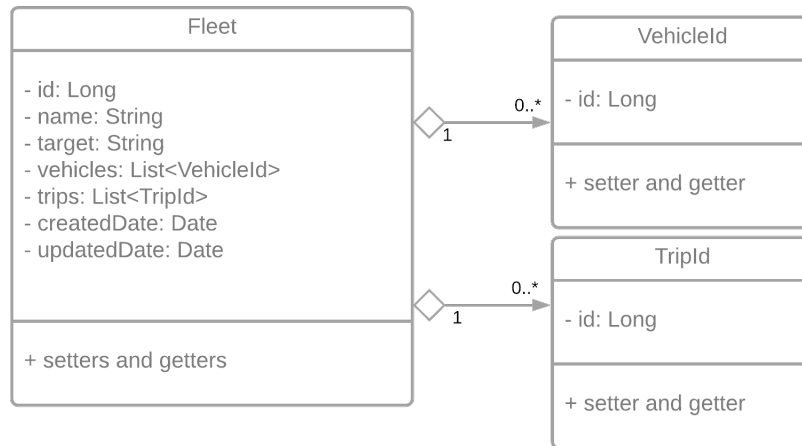 Fleet
- id: Long
- name: String
- target: String
- vehicles: List<VehicleId>
- trips: List<TripId>
- createdDate: Date
- updatedDate: Date
+ setters and getters
1
0..*
VehicleId
- id: Long
+ setter and getter
1
0..*
TripId
- id: Long
+ setter and getter